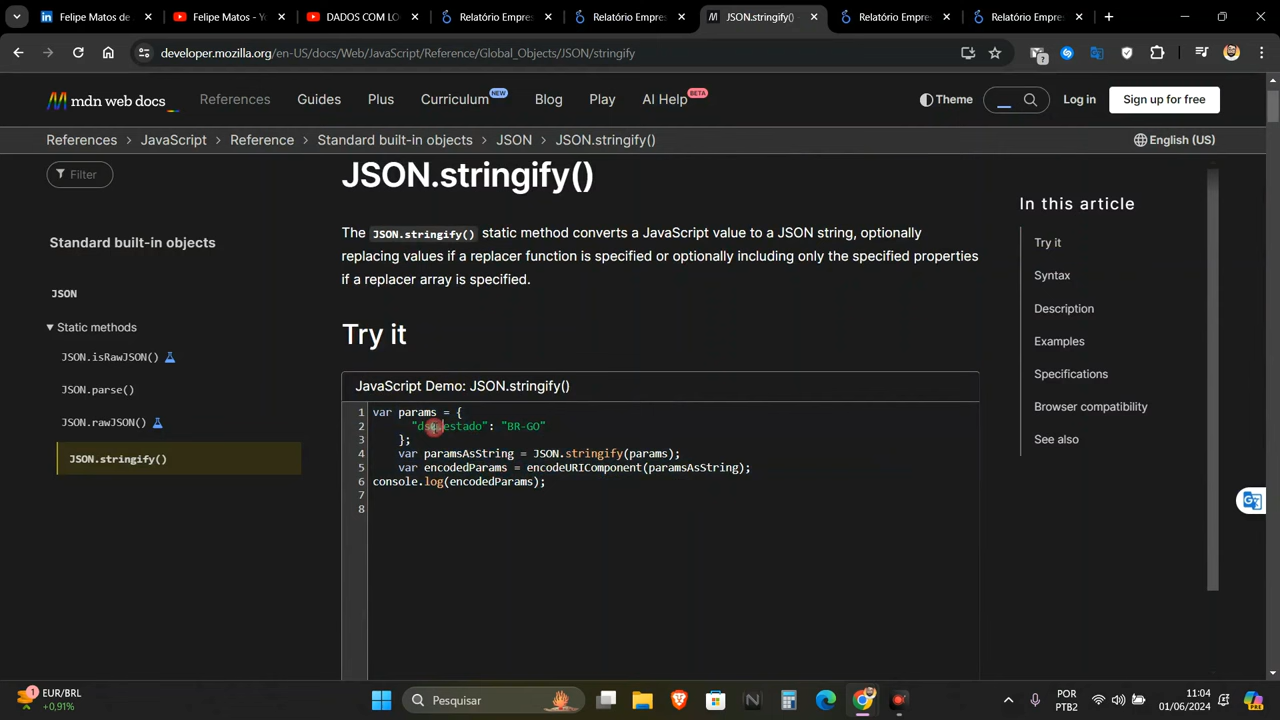 Felipe Matos de
Felipe Matos - Yo
DADOS COM LO
Relatório Empres
Relatório Empres
JSON.stringify()
Relatório Empres
Relatório Empres
developer.mozilla.org/en-US/docs/Web/JavaScript/Reference/Global_Objects/JSON/stringify
mdn web docs
References
Guides
Plus
Curriculum NEW
Blog
Play
AI Help BETA
Theme
Log in
Sign up for free
References
JavaScript
Reference
Standard built-in objects
JSON
JSON.stringify()
English (US)
Filter
Standard built-in objects
JSON
Static methods
JSON.isRawJSON()
JSON.parse()
JSON.rawJSON()
JSON.stringify()
JSON.stringify()
The JSON.stringify() static method converts a JavaScript value to a JSON string, optionally
replacing values if a replacer function is specified or optionally including only the specified properties
if a replacer array is specified.
Try it
JavaScript Demo: JSON.stringify()
1 var params = {
2 "BR-GO"
3 };
4 var paramsAsString = JSON.stringify(params);
5 var encodedParams = encodeURIComponent(paramsAsString);
6 console.log(encodedParams);
7
8
In this article
Try it
Syntax
Description
Examples
Specifications
Browser compatibility
See also
1
EUR/BRL
+0,91%
Pesquisar
POR
PTB2
11:04
01/06/2024